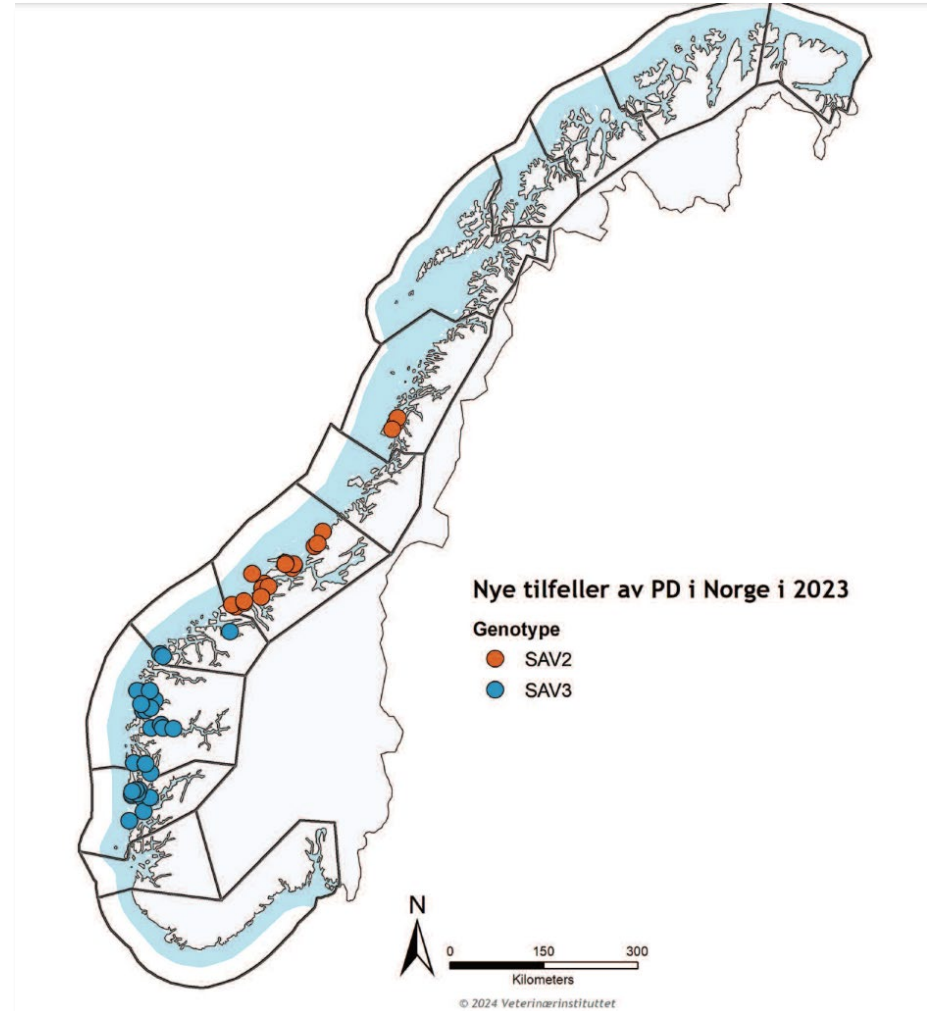 Nye tilfeller av PD i Norge i 2023
Genotype
SAV2
SAV3
N
0 150 300
Kilometers
© 2024 Veterinærinstituttet